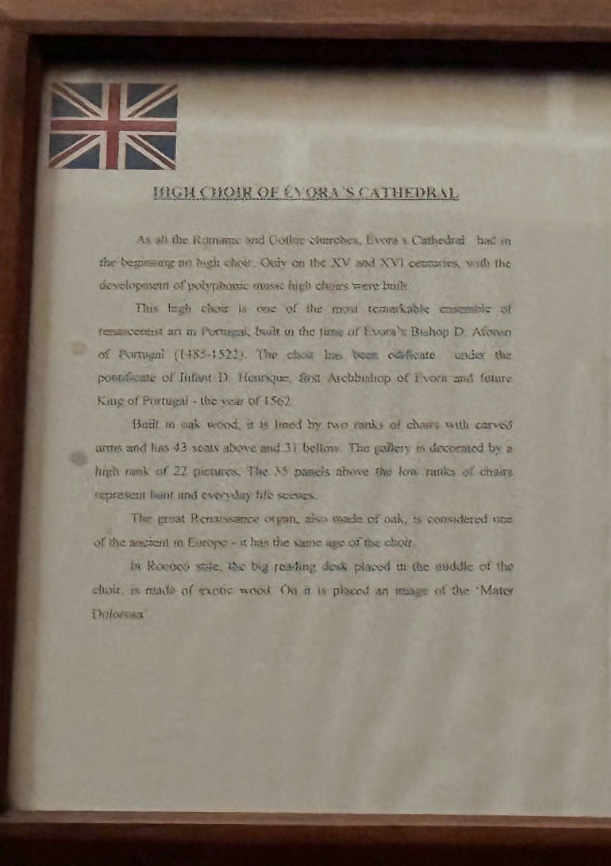 HIGH CHOIR OF ÉVORA'S CATHEDRAL
As all the Romanic and Gothic churches, Evora's Cathedral had in
the beginning no high choir. Only on the XV and XVI centuries, with the
development of polyphonic music high choirs were built.
This high choir is one of the most remarkable ensemble of
renascentist art in Portugal, built in the time of Evora's Bishop D. Afonso
of Portugal (1485-1522). The choir has been edificate under the
pontificate of Infant D. Henrique, first Archbishop of Evora and future
King of Portugal - the year of 1562.
Built in oak wood, it is lined by two ranks of chairs with carved
arms and has 43 seats above and 31 bellow. The gallery is decorated by a
high rank of 22 pictures. The 35 panels above the low ranks of chairs
represent hunt and everyday life scenes.
The great Renaissance organ, also made of oak, is considered one
of the ancient in Europe - it has the same age of the choir.
In Rococó state, the big reading desk placed in the middle of the
choir, is made of exotic wood. On it is placed an image of the 'Mater
Dolorosa'